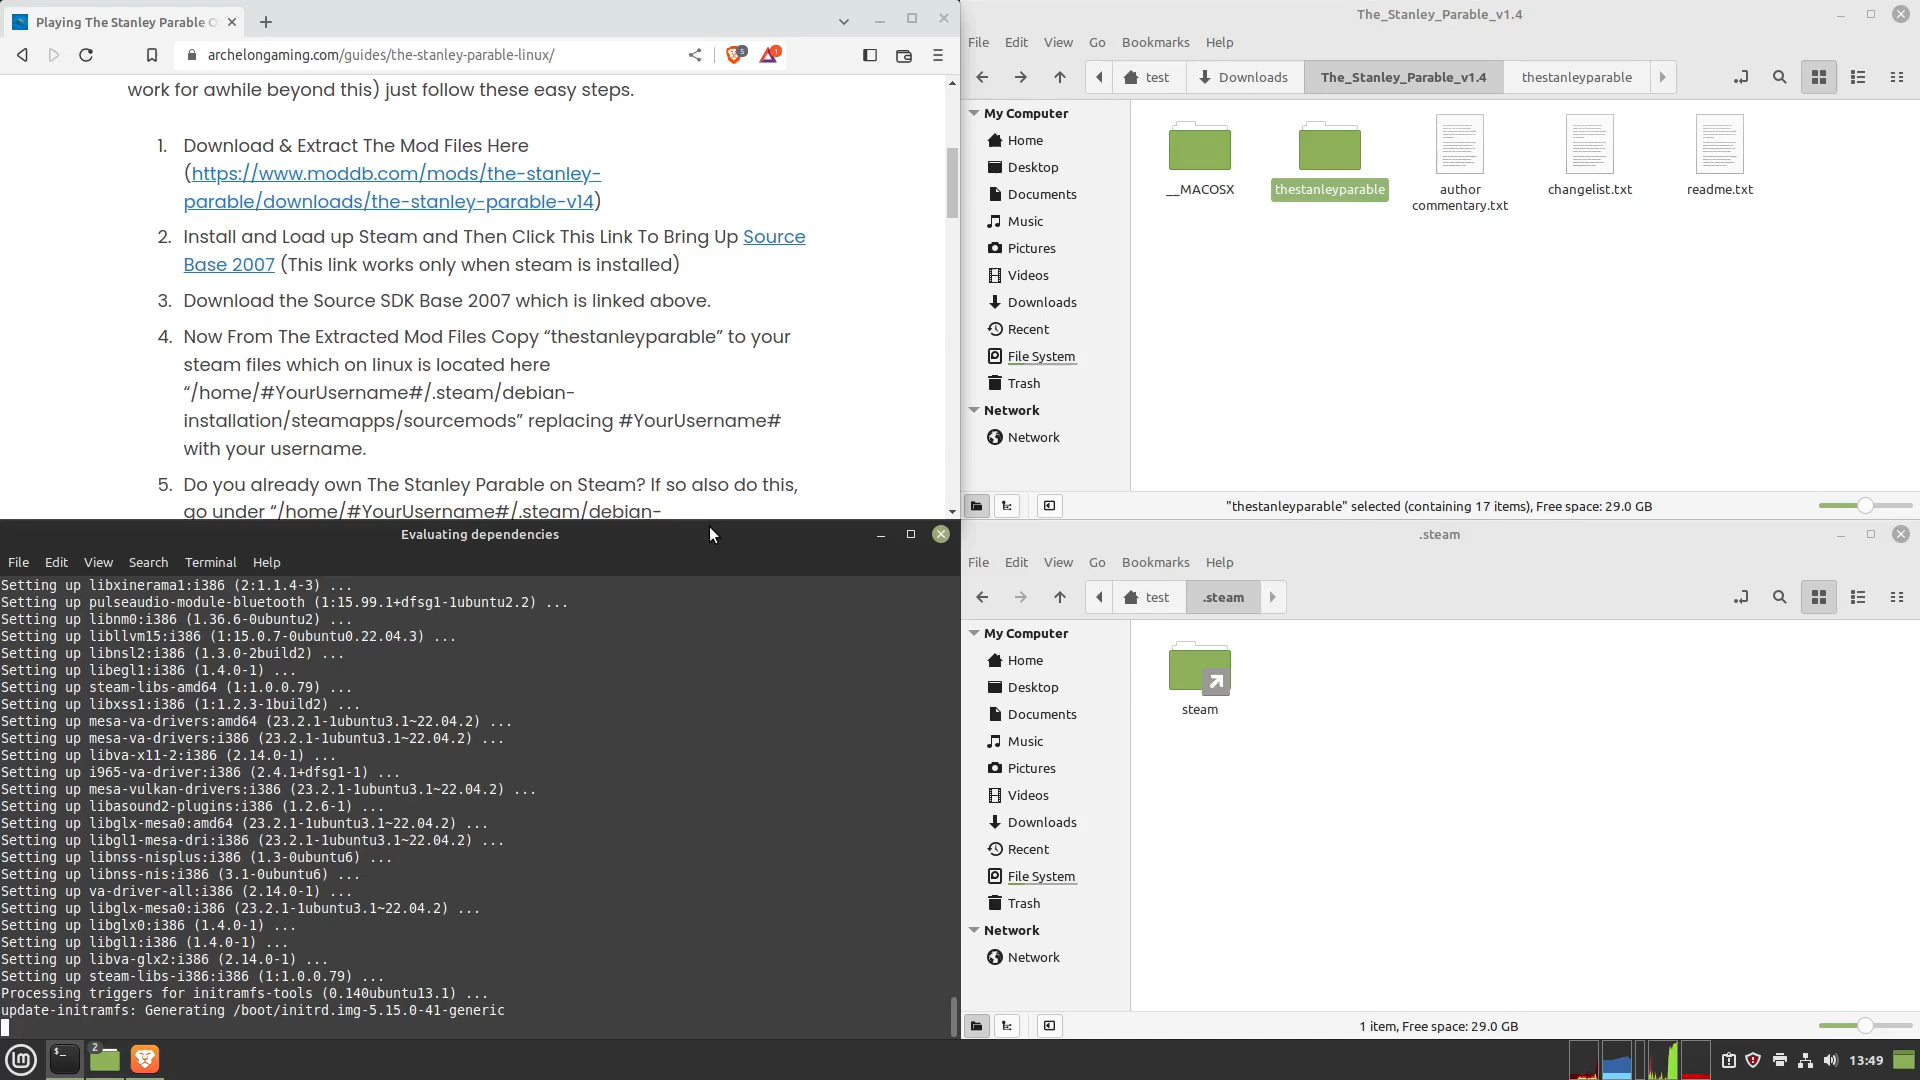 Playing The Stanley Parable O
archelongaming.com/guides/the-stanley-parable-linux/
5
1
work for awhile beyond this) just follow these easy steps.
1. Download & Extract The Mod Files Here
(https://www.moddb.com/mods/the-stanley-
parable/downloads/the-stanley-parable-v14)
2. Install and Load up Steam and Then Click This Link To Bring Up Source
Base 2007 (This link works only when steam is installed)
3. Download the Source SDK Base 2007 which is linked above.
4. Now From The Extracted Mod Files Copy “thestanleyparable” to your
steam files which on linux is located here
“/home/#YourUsername#/.steam/debian-
installation/steamapps/sourcemods” replacing #YourUsername#
with your username.
5. Do you already own The Stanley Parable on Steam? If so also do this,
go under “/home/#YourUsername#/.steam/debian-
The_Stanley_Parable_v1.4
File Edit View Go Bookmarks Help
test Downloads The_Stanley_Parable_v1.4 thestanleyparable
My Computer
Home
Desktop
Documents
Music
Pictures
Videos
Downloads
Recent
File System
Trash
Network
Network
__MACOSX
thestanleyparable
author
commentary.txt
changelist.txt
readme.txt
"thestanleyparable" selected (containing 17 items), Free space: 29.0 GB
Evaluating dependencies
File Edit View Search Terminal Help
Setting up libxinerama1:i386 (2:1.1.4-3) ...
Setting up pulseaudio-module-bluetooth (1:15.99.1+dfsg1-1ubuntu2.2) ...
Setting up libnm0:i386 (1.36.6-0ubuntu2) ...
Setting up libllvm15:i386 (1:15.0.7-0ubuntu0.22.04.3) ...
Setting up libnsl2:i386 (1.3.0-2build2) ...
Setting up libegl1:i386 (1.4.0-1) ...
Setting up steam-libs-amd64 (1:1.0.0.79) ...
Setting up libxss1:i386 (1:1.2.3-1build2) ...
Setting up mesa-va-drivers:amd64 (23.2.1-1ubuntu3.1~22.04.2) ...
Setting up mesa-va-drivers:i386 (23.2.1-1ubuntu3.1~22.04.2) ...
Setting up libva-x11-2:i386 (2.14.0-1) ...
Setting up i965-va-driver:i386 (2.4.1+dfsg1-1) ...
Setting up mesa-vulkan-drivers:i386 (23.2.1-1ubuntu3.1~22.04.2) ...
Setting up libasound2-plugins:i386 (1.2.6-1) ...
Setting up libglx-mesa0:amd64 (23.2.1-1ubuntu3.1~22.04.2) ...
Setting up libgl1-mesa-dri:i386 (23.2.1-1ubuntu3.1~22.04.2) ...
Setting up libnss-nisplus:i386 (1.3-0ubuntu6) ...
Setting up libnss-nis:i386 (3.1-0ubuntu6) ...
Setting up va-driver-all:i386 (2.14.0-1) ...
Setting up libglx-mesa0:i386 (23.2.1-1ubuntu3.1~22.04.2) ...
Setting up libglx0:i386 (1.4.0-1) ...
Setting up libgl1:i386 (1.4.0-1) ...
Setting up libva-glx2:i386 (2.14.0-1) ...
Setting up steam-libs-i386:i386 (1:1.0.0.79) ...
Processing triggers for initramfs-tools (0.140ubuntu13.1) ...
update-initramfs: Generating /boot/initrd.img-5.15.0-41-generic
.steam
File Edit View Go Bookmarks Help
test .steam
My Computer
Home
Desktop
Documents
Music
Pictures
Videos
Downloads
Recent
File System
Trash
Network
Network
steam
1 item, Free space: 29.0 GB
2
13:49